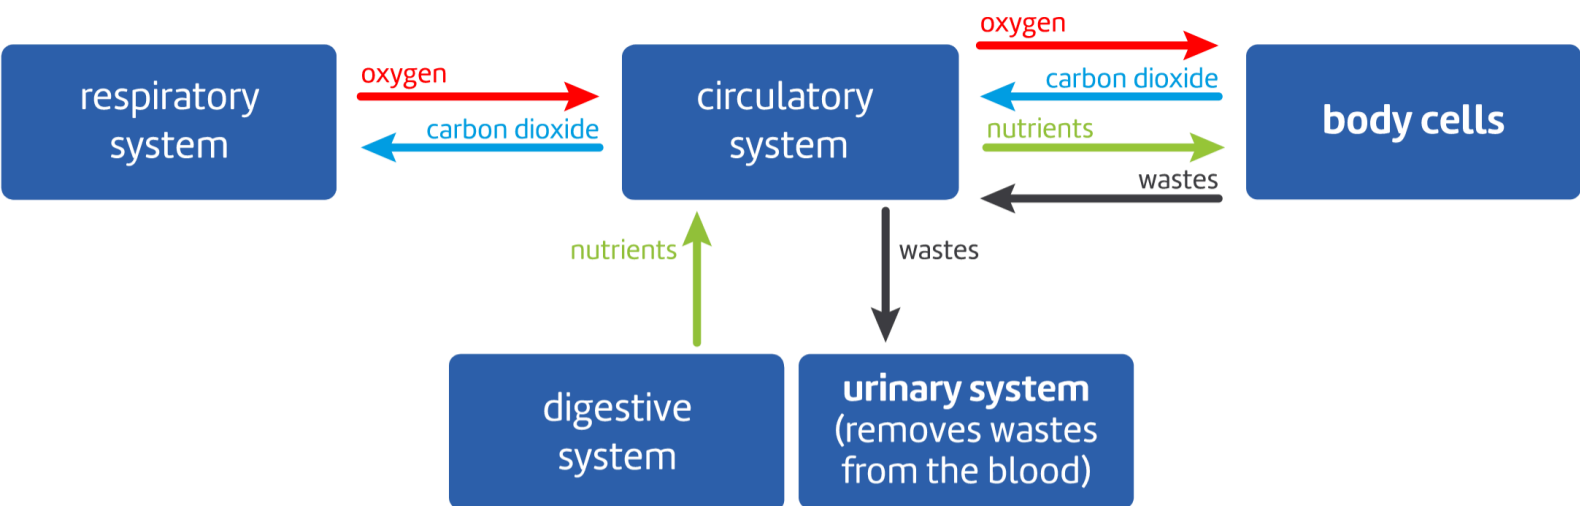 respiratory
system
oxygen
carbon dioxide
circulatory
system
oxygen
carbon dioxide
nutrients
wastes
body cells
nutrients
wastes
digestive
system
urinary system
(removes wastes
from the blood)